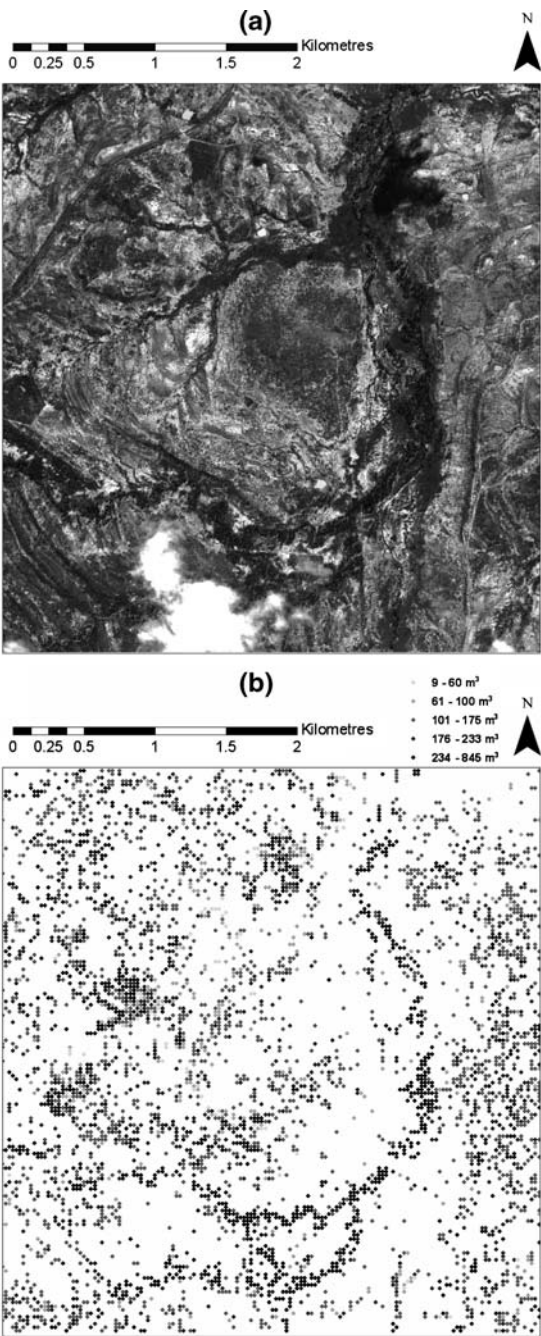 (a)
N
Kilometres
0 0.25 0.5 1 1.5 2
(b)
9 - 60 m³
61 - 100 m³
101 - 175 m³
176 - 233 m³
234 - 845 m³
N
Kilometres
0 0.25 0.5 1 1.5 2